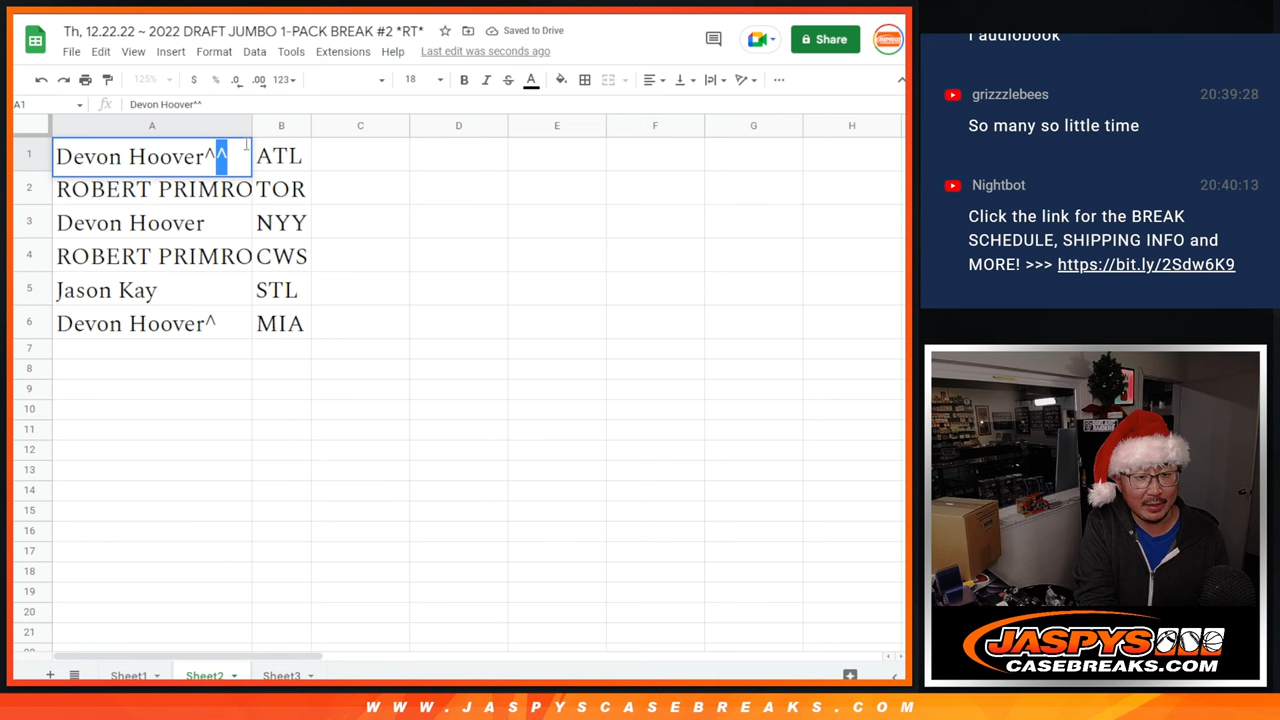 Th, 12.22.22 ~ 2022 DRAFT JUMBO 1-PACK BREAK #2 *RT*
Saved to Drive
File Edit View Insert Format Data Tools Extensions Help Last edit was seconds ago
Share
125% $ % .0 .00 123 18 B I S A
A1 fx Devon Hoover^^
A B C D E F G H
1 Devon Hoover^^ ATL
2 ROBERT PRIMRO TOR
3 Devon Hoover NYY
4 ROBERT PRIMRO CWS
5 Jason Kay STL
6 Devon Hoover^ MIA
7
8
9
10
11
12
13
14
15
16
17
18
19
20
21
Sheet1 Sheet2 Sheet3
I audiobook
grizzzlebees 20:39:28
So many so little time
Nightbot 20:40:13
Click the link for the BREAK
SCHEDULE, SHIPPING INFO and
MORE! >>> https://bit.ly/2Sdw6K9
JASPYS
CASEBREAKS.COM
WWW.JASPYSCASEBREAKS.COM